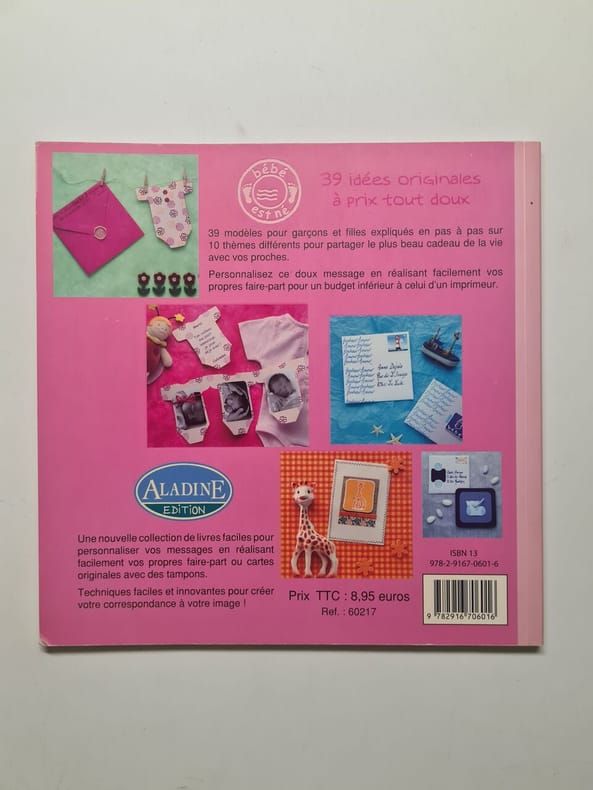 bébé
est né
39 idées originales
à prix tout doux
39 modèles pour garçons et filles expliqués en pas à pas sur
10 thèmes différents pour partager le plus beau cadeau de la vie
avec vos proches.
Personnalisez ce doux message en réalisant facilement vos
propres faire-part pour un budget inférieur à celui d'un imprimeur.
ALADINE
EDITION
Une nouvelle collection de livres faciles pour
personnaliser vos messages en réalisant
facilement vos propres faire-part ou cartes
originales avec des tampons.
Techniques faciles et innovantes pour créer
votre correspondance à votre image !
Prix TTC : 8,95 euros
Ref. : 60217
ISBN 13
978-2-9167-0601-6
9 782916 706016